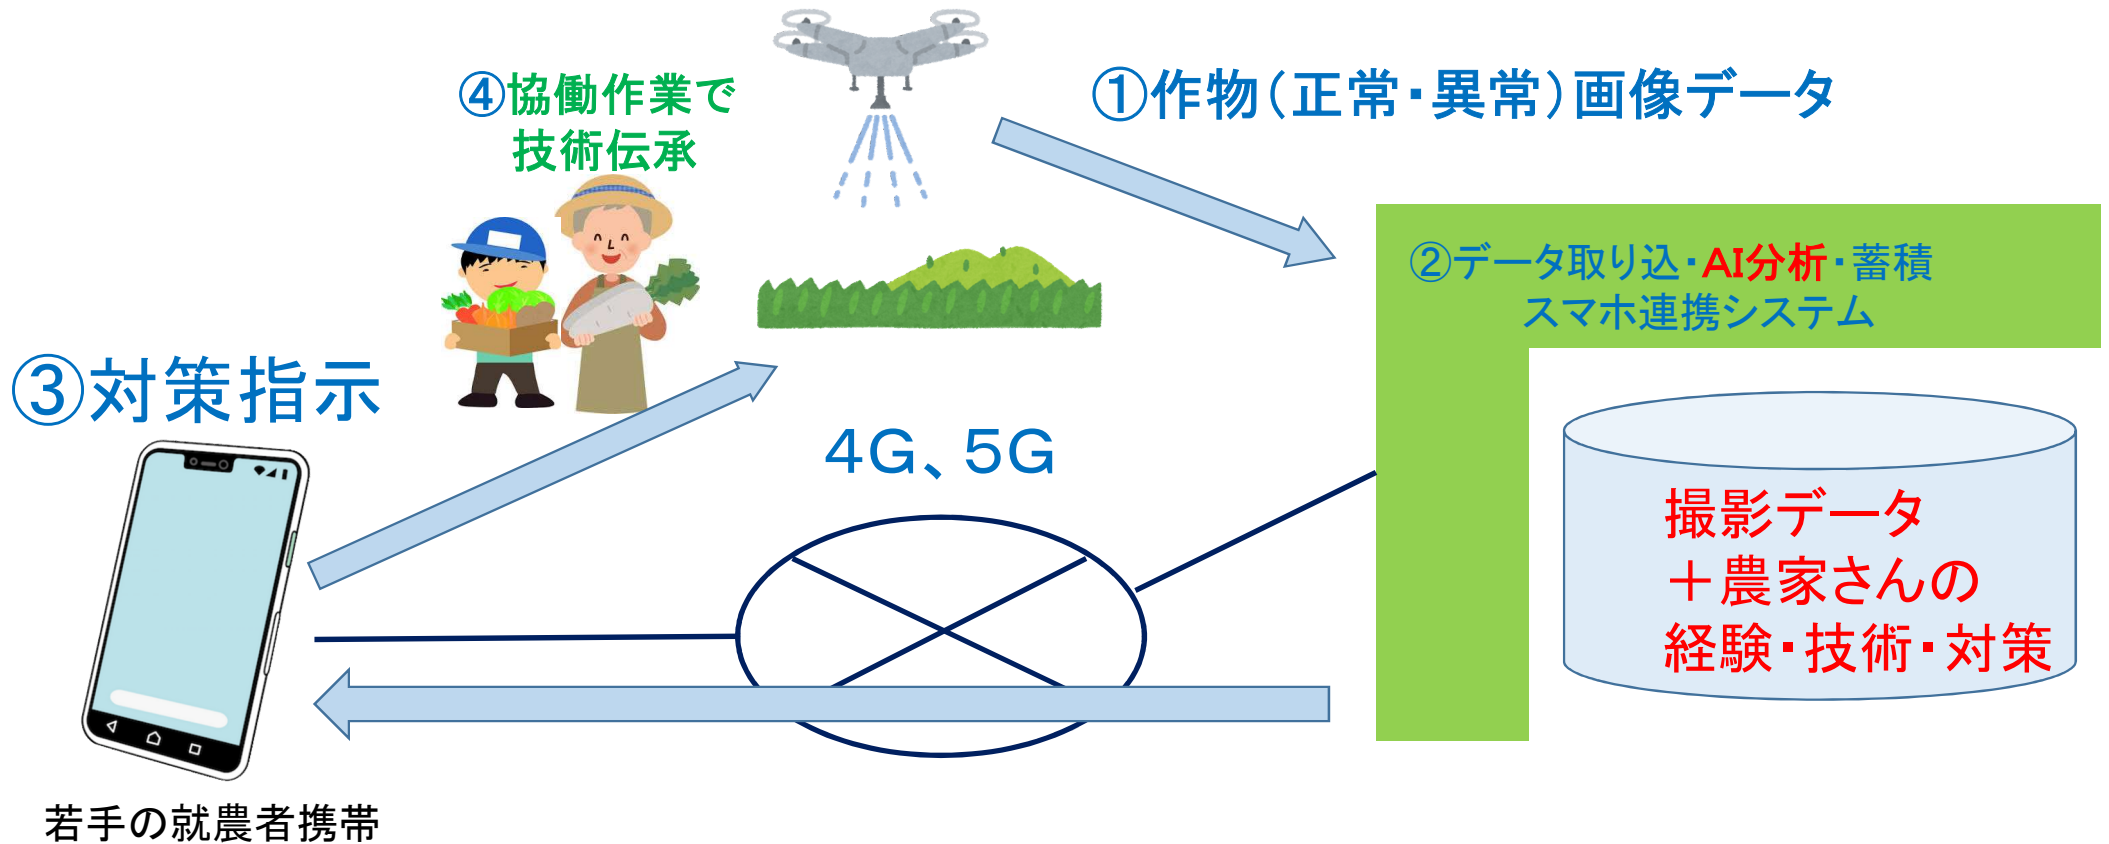 ④協働作業で
技術伝承
①作物（正常・異常）画像データ
②データ取り込・AI分析・蓄積
スマホ連携システム
③対策指示
4G、5G
撮影データ
＋農家さんの
経験・技術・対策
若手の就農者携帯